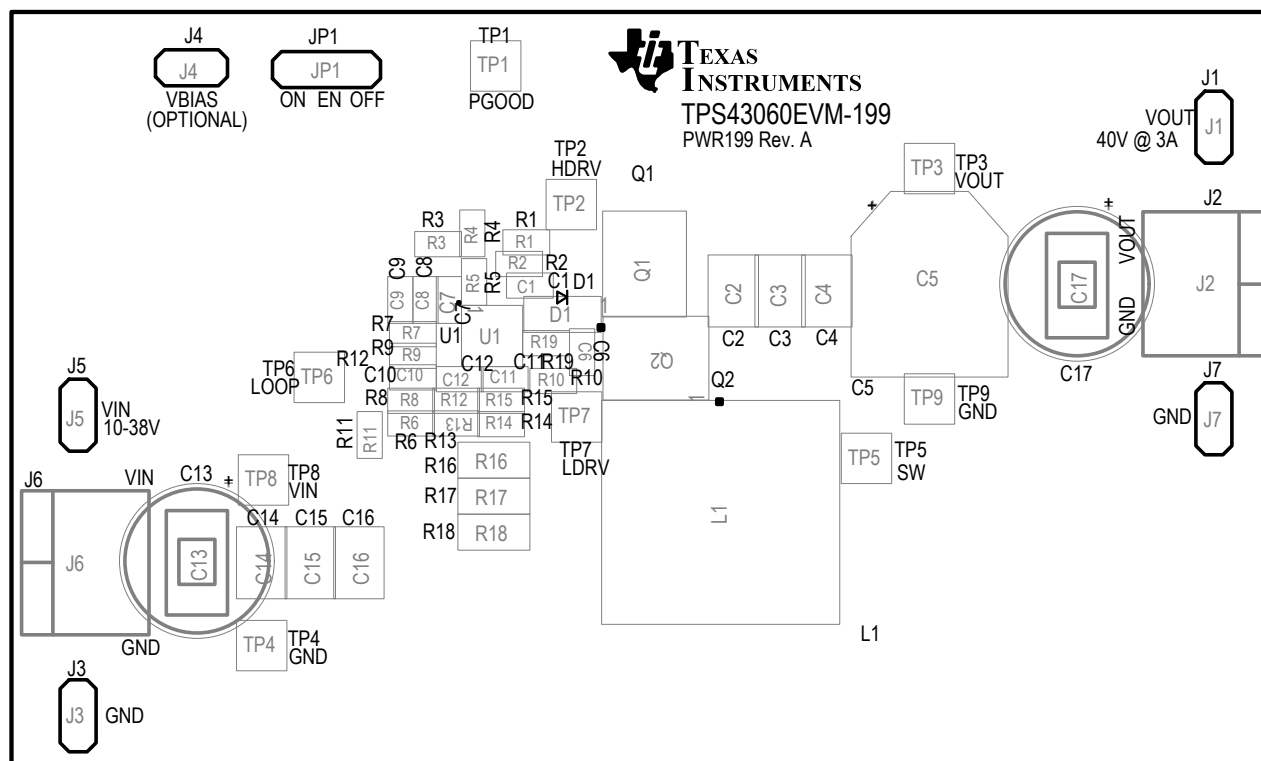 J4
J4
VBIAS
(OPTIONAL)
JP1
JP1
ON EN OFF
TP1
TP1
PGOOD
TEXAS
INSTRUMENTS
TPS43060EVM-199
PWR199 Rev. A
J1
J1
VOUT
40V @ 3A
TP2
HDRV
TP2
Q1
Q1
TP3
TP3
VOUT
+
+
J2
J2
VOUT
GND
C17
C17
C5
C5
C2
C3
C4
C2
C3
C4
R3
R3
R4
R4
R1
R1
R2
R2
R5
R5
C1
C1
D1
D1
C9
C9
C8
C8
C7
C7
1
U1
U1
R7
R7
R9
R9
R19
R19
C6
C6
1
Q2
Q2
1
R12
C10
C10
C12
C12
C11
C11
R10
R10
TP6
LOOP
TP6
R8
R8
R12
R15
R15
R6
R6
R13
R13
R14
R14
R11
R11
TP7
TP7
LDRV
R16
R16
R17
R17
R18
R18
L1
L1
TP5
TP5
SW
TP9
TP9
GND
J7
J7
GND
J5
J5
VIN
10-38V
J6
J6
VIN
GND
C13
C13
+
TP8
TP8
VIN
C14
C15
C16
C14
C15
C16
TP4
TP4
GND
J3
J3
GND